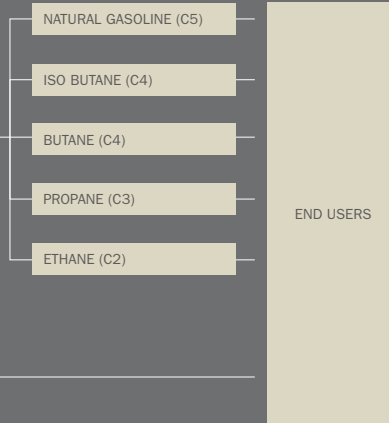 NATURAL GASOLINE (C5)
ISO BUTANE (C4)
BUTANE (C4)
PROPANE (C3)
ETHANE (C2)
END USERS